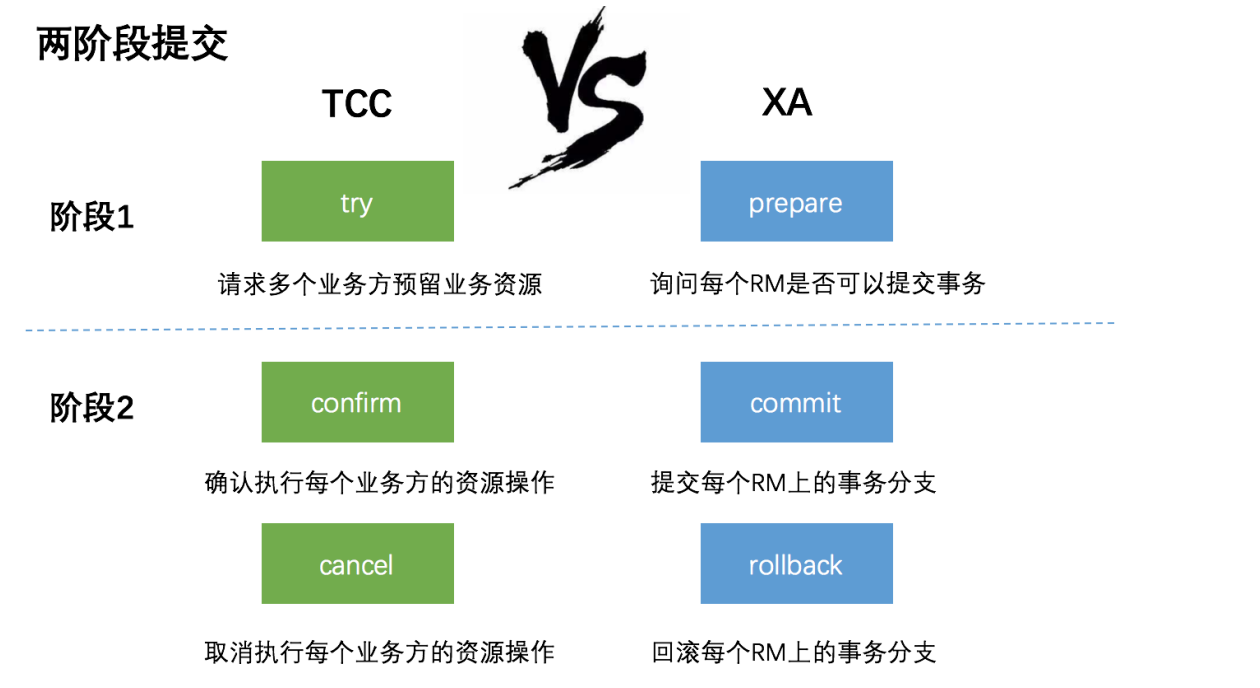 两阶段提交
VS
TCC
XA
阶段1
try
prepare
请求多个业务方预留业务资源
询问每个RM是否可以提交事务
阶段2
confirm
commit
确认执行每个业务方的资源操作
提交每个RM上的事务分支
cancel
rollback
取消执行每个业务方的资源操作
回滚每个RM上的事务分支